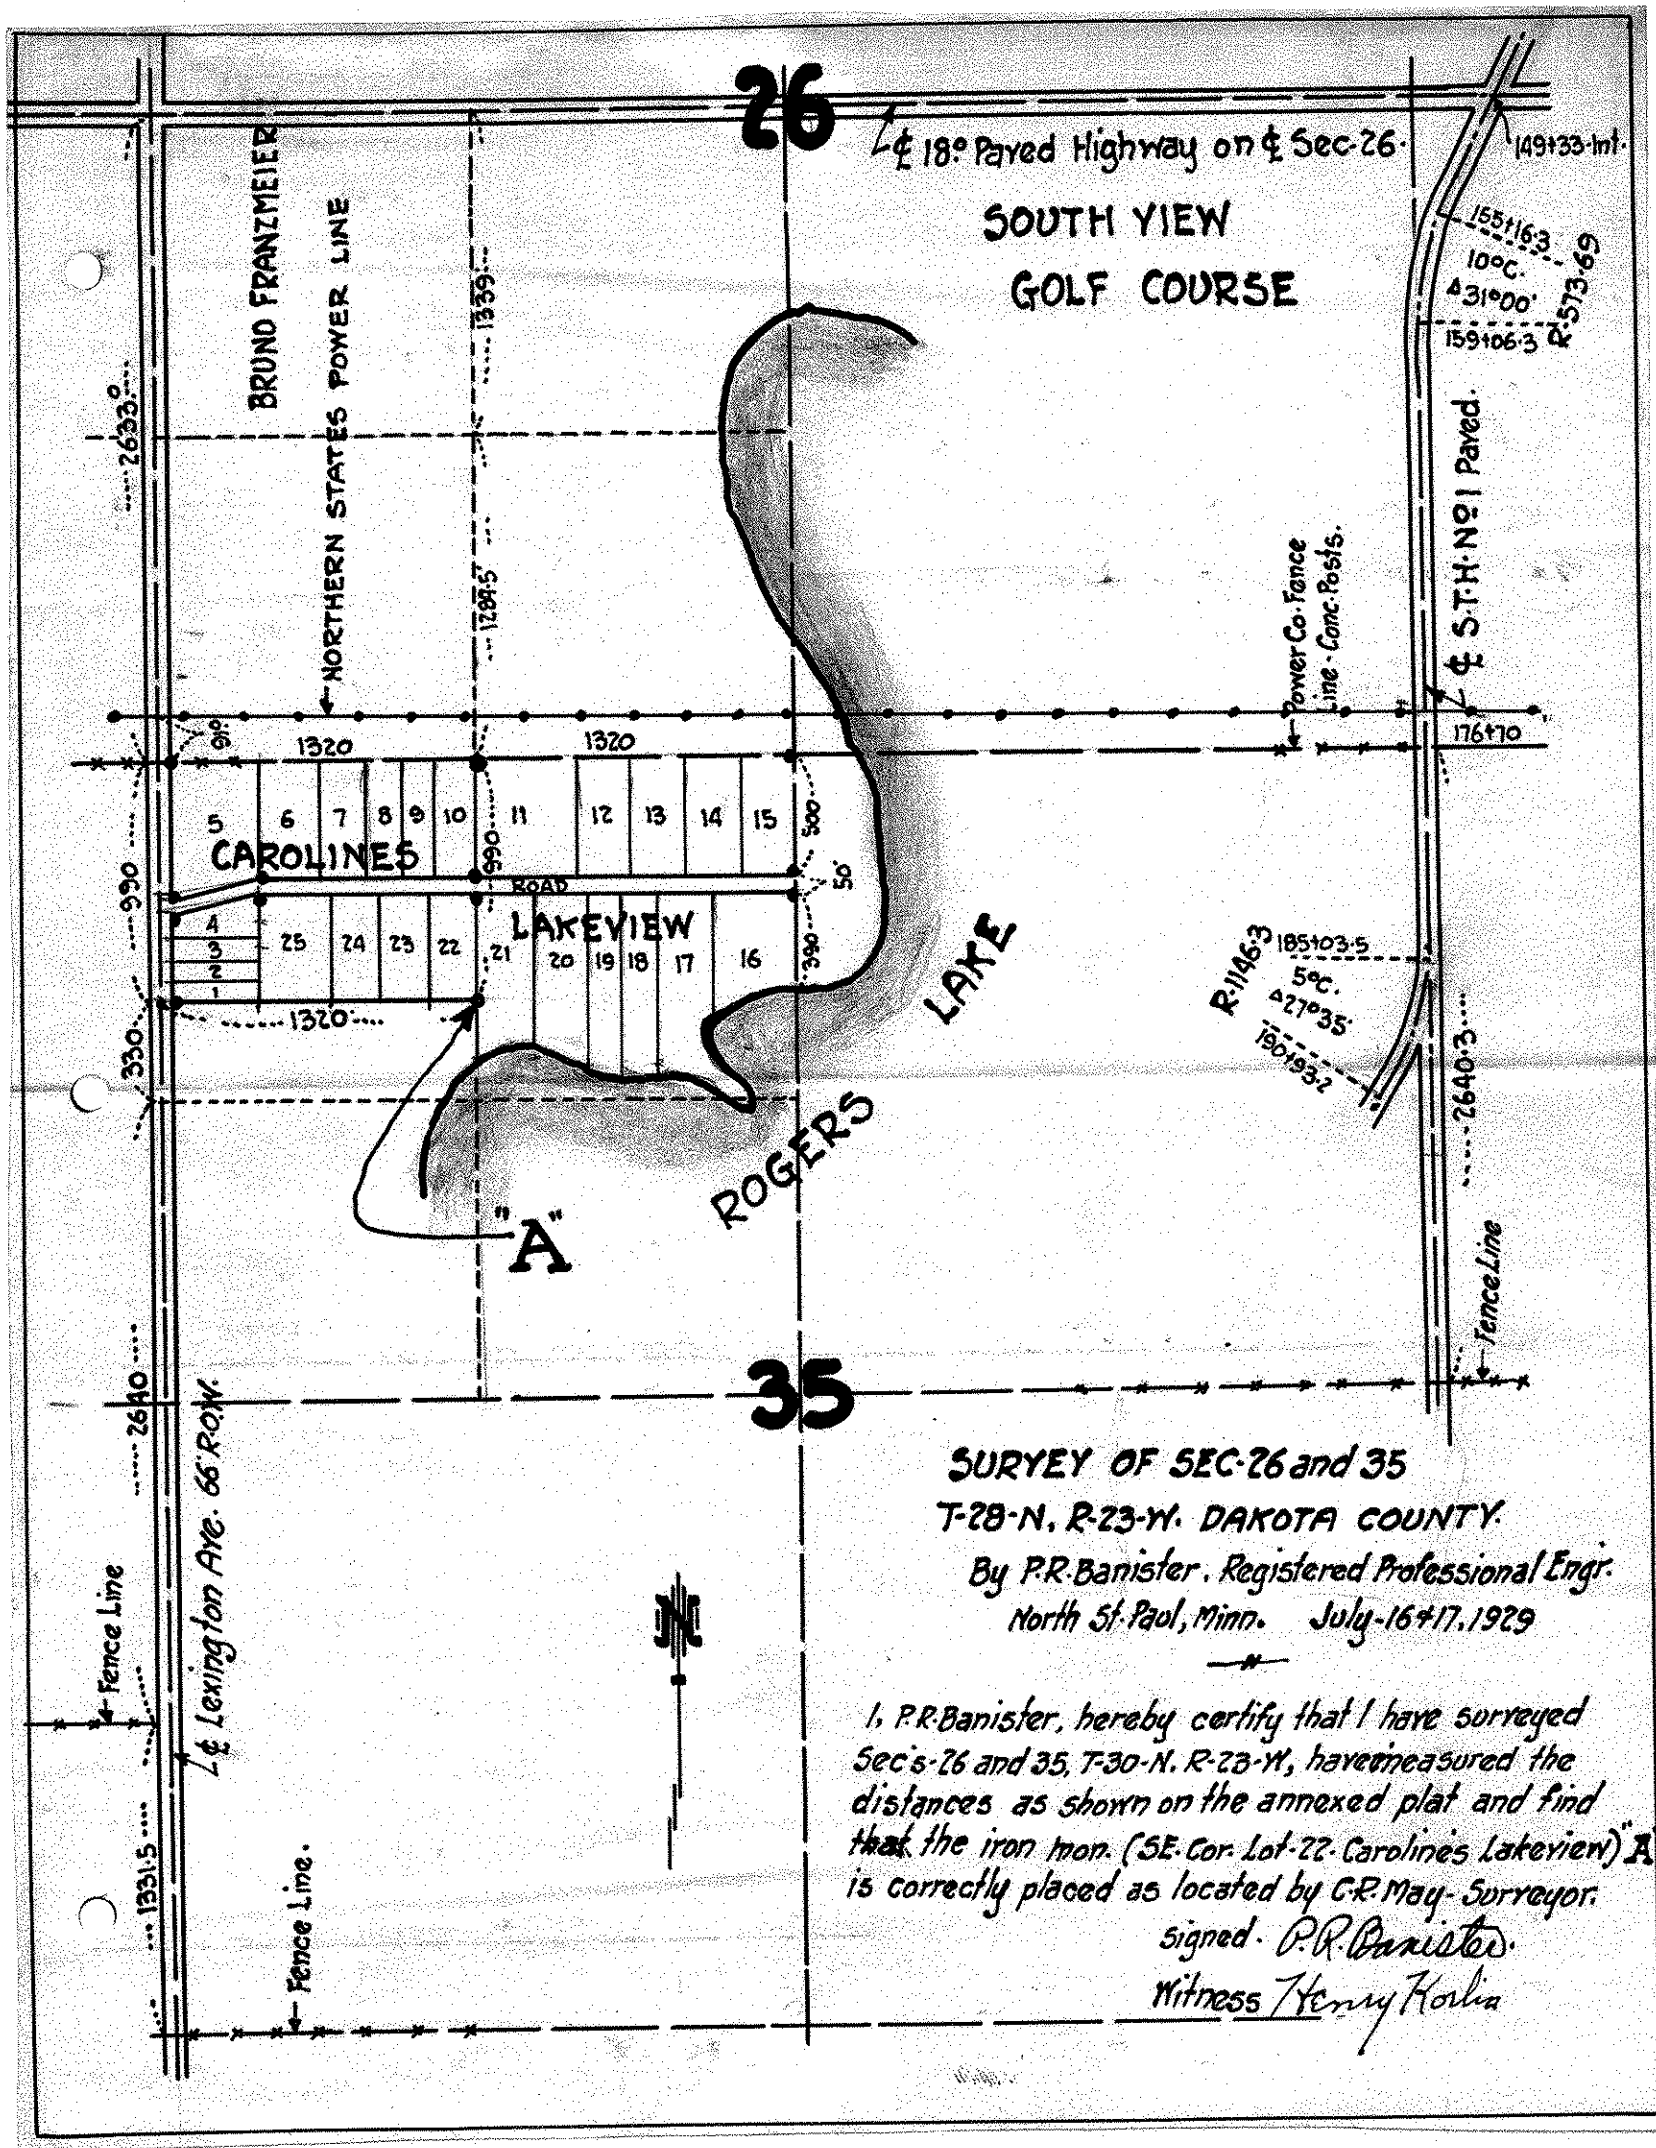 26
₵ 18.º Paved Highway on ₵ Sec.26.
149+33.Int.
SOUTH VIEW
GOLF COURSE
155+16.3
10°C.
Δ31°00'
R.573.69
159+06.3
BRUNO FRANZMEIER
NORTHERN STATES POWER LINE
1339
2633.º
1284.5'
₵ S.T.H. Nº1 Paved.
Power Co. Fence
Line - Conc. Posts.
176+70
91.º
1320
1320
5
6
7
8
9
10
11
12
13
14
15
500
CAROLINES
990
990
ROAD
50'
LAKEVIEW
4
3
2
1
25
24
23
22
21
20
19
18
17
16
390
1320
330
LAKE
ROGERS
R.1146.3
185+03.5
5°C.
Δ27°35'
190+93.2
2640.3
"A"
Fence Line
35
2640
₵ Lexington Ave. 66' R.O.W.
Fence Line
1331.5
Fence Line.
N
SURVEY OF SEC.26 and 35
T-28-N, R-23-W. DAKOTA COUNTY.
By P.R.Banister, Registered Professional Engr.
North St. Paul, Minn. July-16+17, 1929
I, P.R.Banister, hereby certify that I have surveyed
Sec's-26 and 35, T-30-N. R-23-W, have measured the
distances as shown on the annexed plat and find
that the iron mon. (SE. Cor. Lot-22. Caroline's Lakeview) "A"
is correctly placed as located by C.R. May - Surveyor.
signed. P.R. Banister.
Witness Henry Korlin